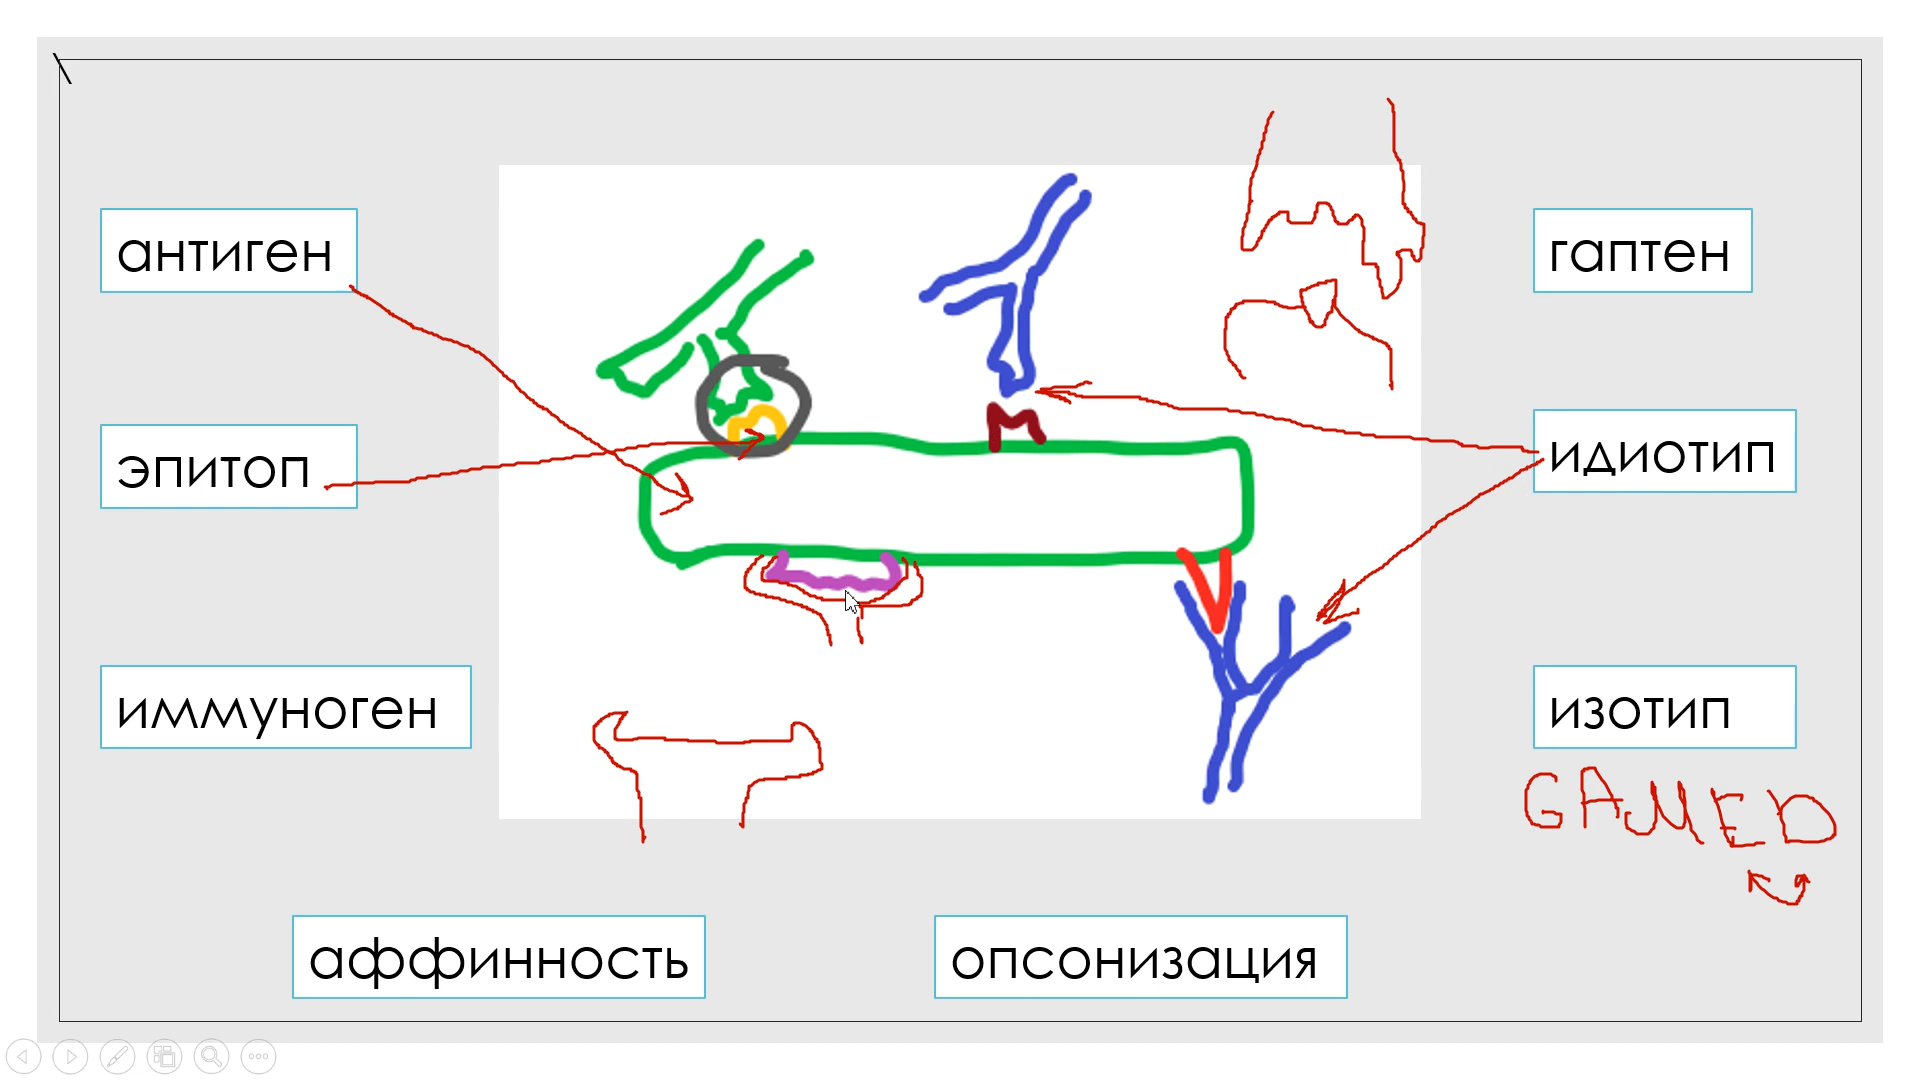 антиген
гаптен
эпитоп
идиотип
иммуноген
изотип
GAMED
аффинность
опсонизация